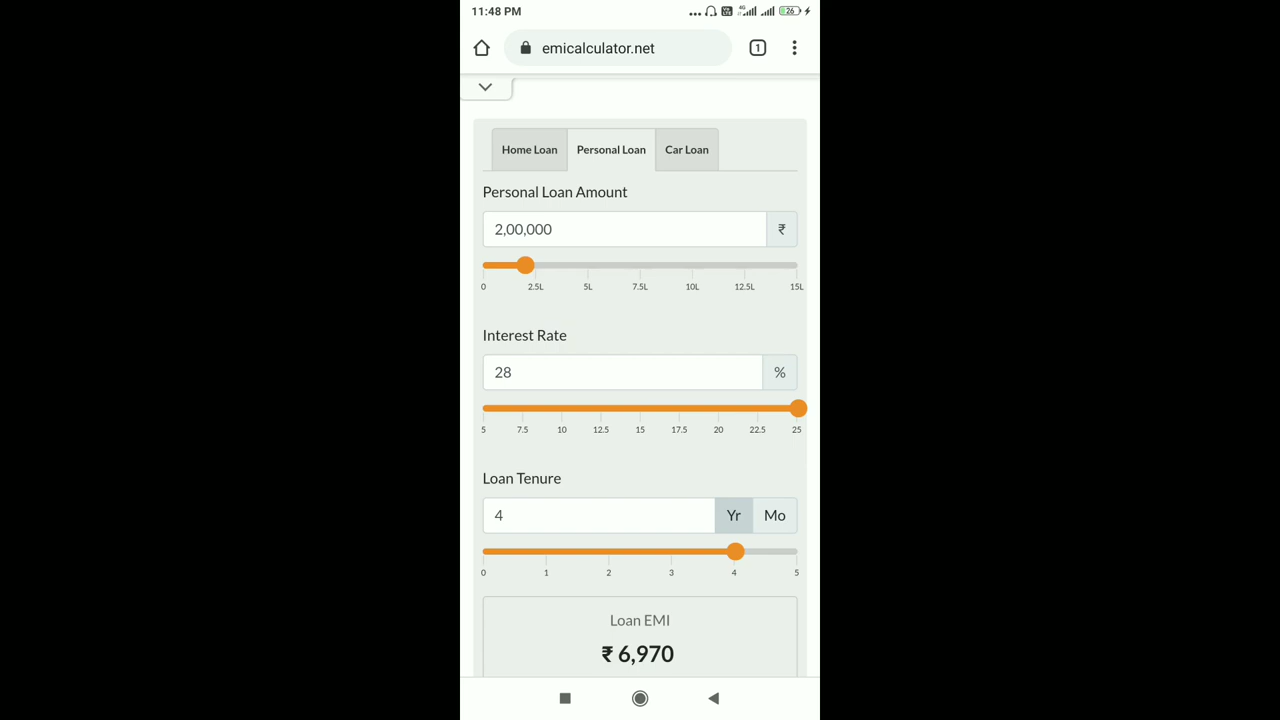 11:48 PM
4G
26
emicalculator.net
1
Home Loan Personal Loan Car Loan
Personal Loan Amount
2,00,000 ₹
0 2.5L 5L 7.5L 10L 12.5L 15L
Interest Rate
28 %
5 7.5 10 12.5 15 17.5 20 22.5 25
Loan Tenure
4 Yr Mo
0 1 2 3 4 5
Loan EMI
₹ 6,970